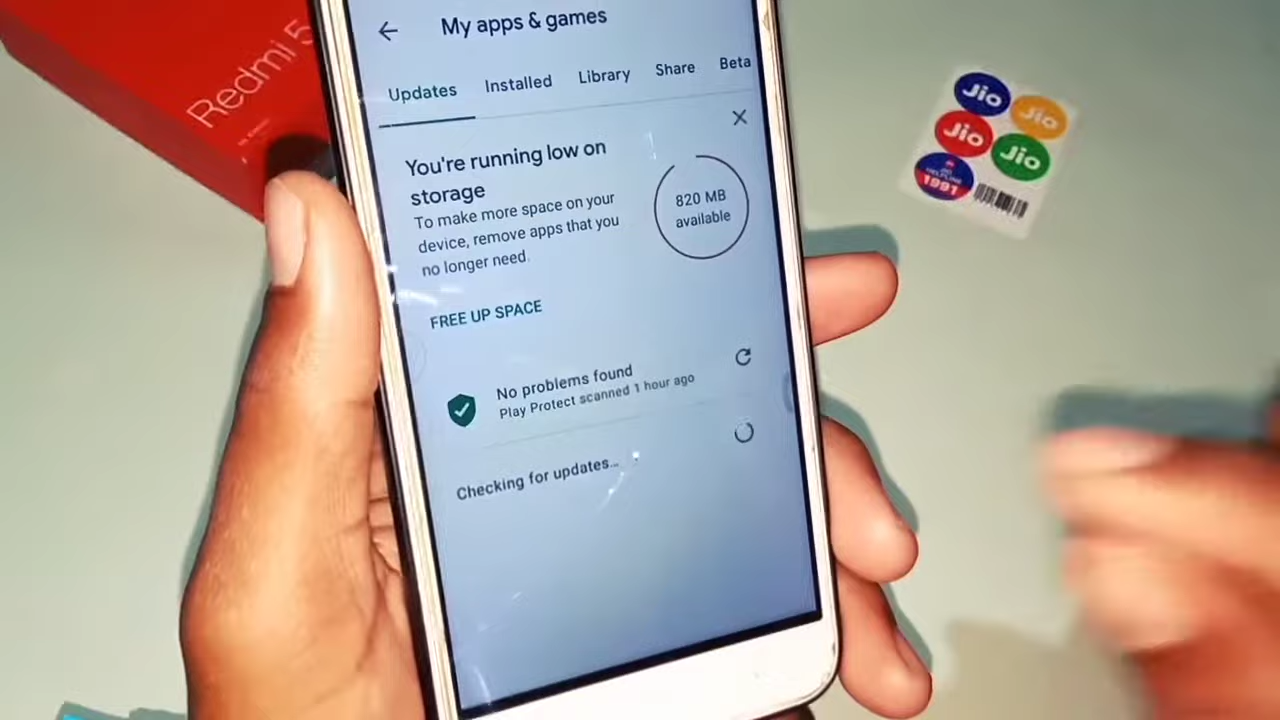 Redmi 5
My apps & games
Updates Installed Library Share Beta
You're running low on
storage
To make more space on your
device, remove apps that you
no longer need.
820 MB
available
FREE UP SPACE
No problems found
Play Protect scanned 1 hour ago
Checking for updates...
Jio
Jio
Jio
Jio
HELPLINE
1991